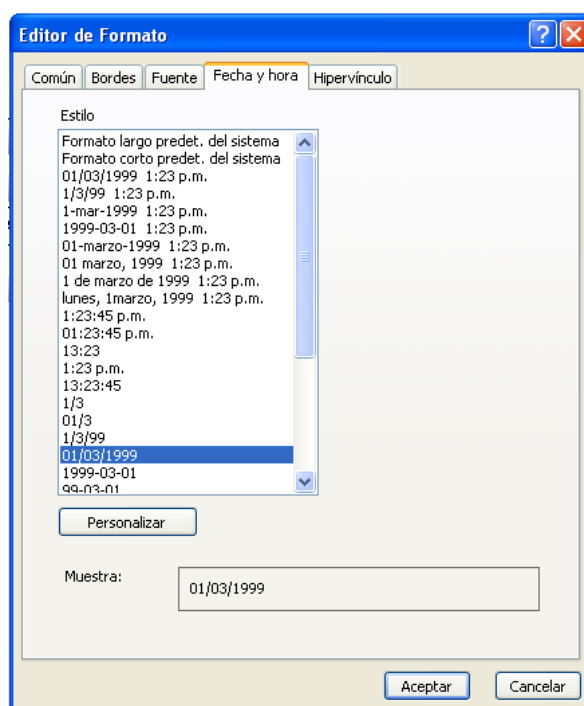 Editor de Formato
Común Bordes Fuente Fecha y hora Hipervínculo
Estilo
Formato largo predet. del sistema
Formato corto predet. del sistema
01/03/1999 1:23 p.m.
1/3/99 1:23 p.m.
1-mar-1999 1:23 p.m.
1999-03-01 1:23 p.m.
01-marzo-1999 1:23 p.m.
01 marzo, 1999 1:23 p.m.
1 de marzo de 1999 1:23 p.m.
lunes, 1marzo, 1999 1:23 p.m.
1:23:45 p.m.
01:23:45 p.m.
13:23
1:23 p.m.
13:23:45
1/3
01/3
1/3/99
01/03/1999
1999-03-01
99-03-01
Personalizar
Muestra:
01/03/1999
Aceptar Cancelar